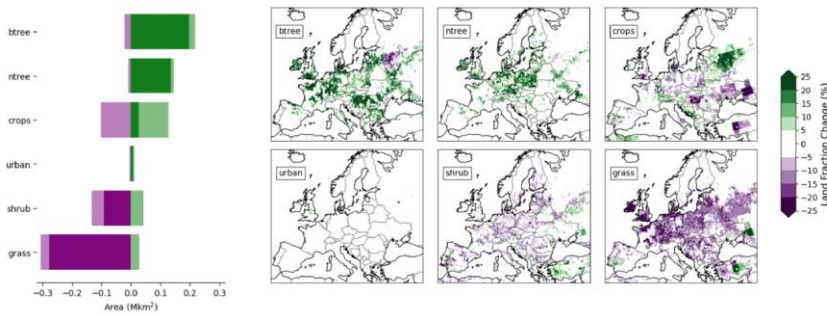 btree
ntree
crops
urban
shrub
grass
−0.3 −0.2 −0.1 0.0 0.1 0.2 0.3
Area (Mkm²)
btree
ntree
crops
urban
shrub
grass
25
20
15
10
5
0
−5
−10
−15
−20
−25
Land Fraction Change (%)